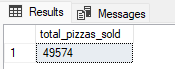 Results Messages
total_pizzas_sold
1 49574